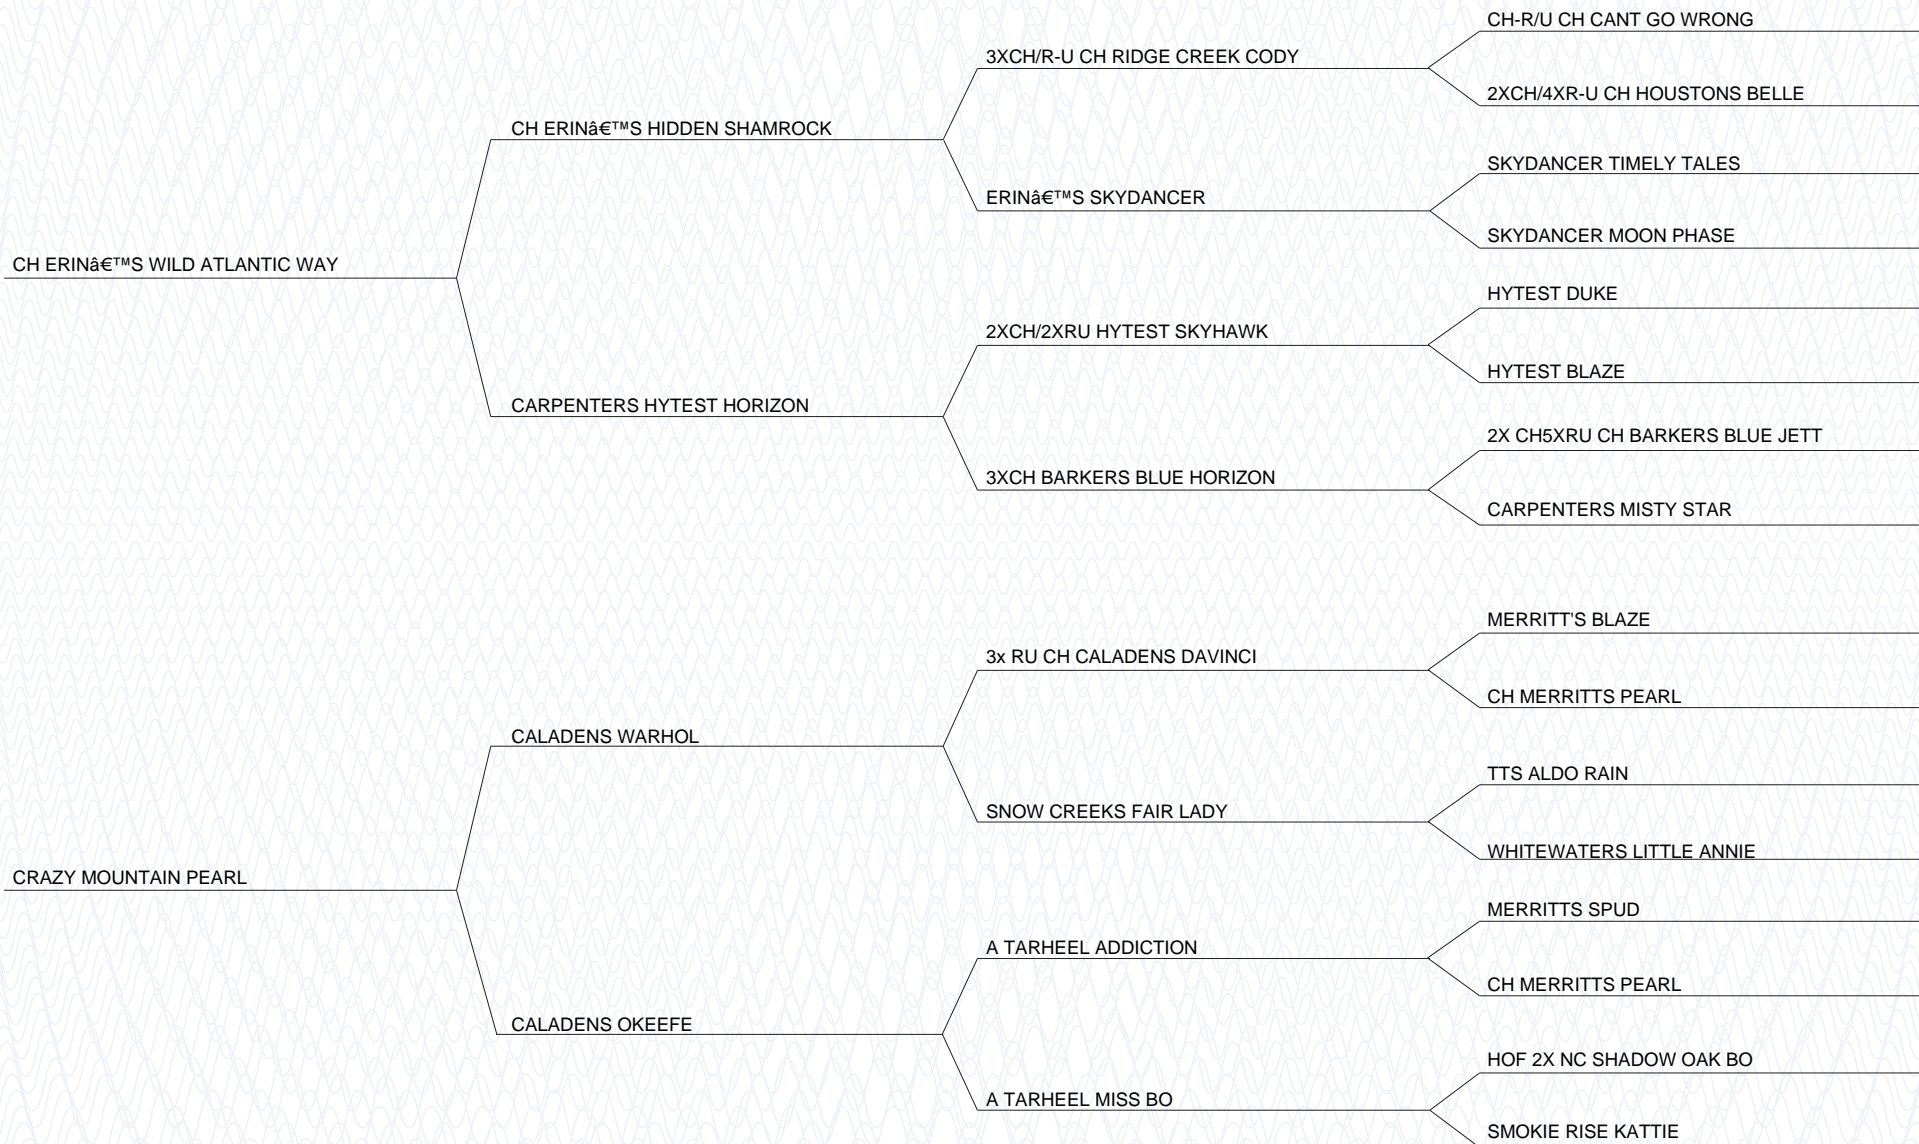 CH-R/U CH CANT GO WRONG
3XCH/R-U CH RIDGE CREEK CODY
2XCH/4XR-U CH HOUSTONS BELLE
CH ERINâ€™S HIDDEN SHAMROCK
SKYDANCER TIMELY TALES
ERINâ€™S SKYDANCER
SKYDANCER MOON PHASE
CH ERINâ€™S WILD ATLANTIC WAY
HYTEST DUKE
2XCH/2XRU HYTEST SKYHAWK
HYTEST BLAZE
CARPENTERS HYTEST HORIZON
2X CH5XRU CH BARKERS BLUE JETT
3XCH BARKERS BLUE HORIZON
CARPENTERS MISTY STAR
MERRITT'S BLAZE
3x RU CH CALADENS DAVINCI
CH MERRITTS PEARL
CALADENS WARHOL
TTS ALDO RAIN
SNOW CREEKS FAIR LADY
WHITEWATERS LITTLE ANNIE
CRAZY MOUNTAIN PEARL
MERRITTS SPUD
A TARHEEL ADDICTION
CH MERRITTS PEARL
CALADENS OKEEFE
HOF 2X NC SHADOW OAK BO
A TARHEEL MISS BO
SMOKIE RISE KATTIE